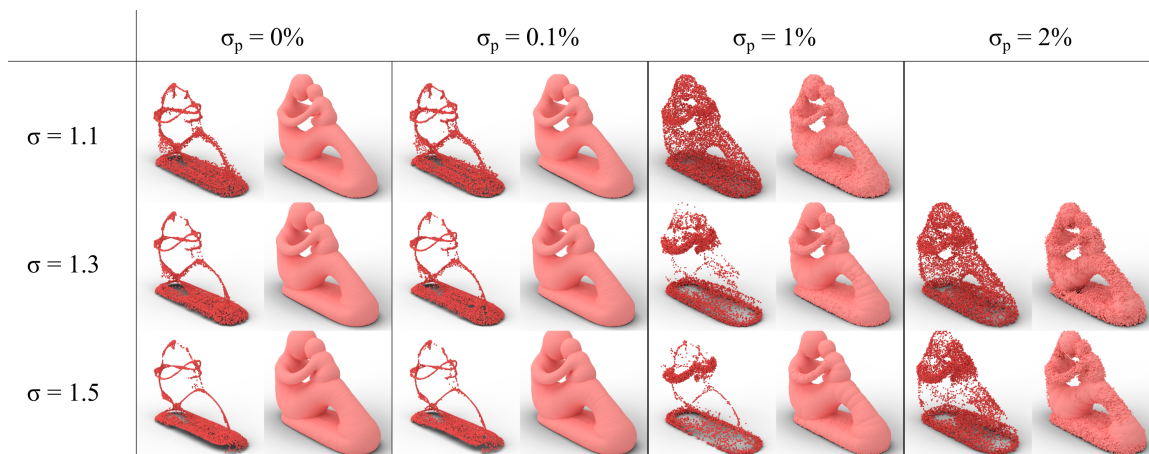 σp = 0% σp = 0.1% σp = 1% σp = 2%
σ = 1.1
σ = 1.3
σ = 1.5